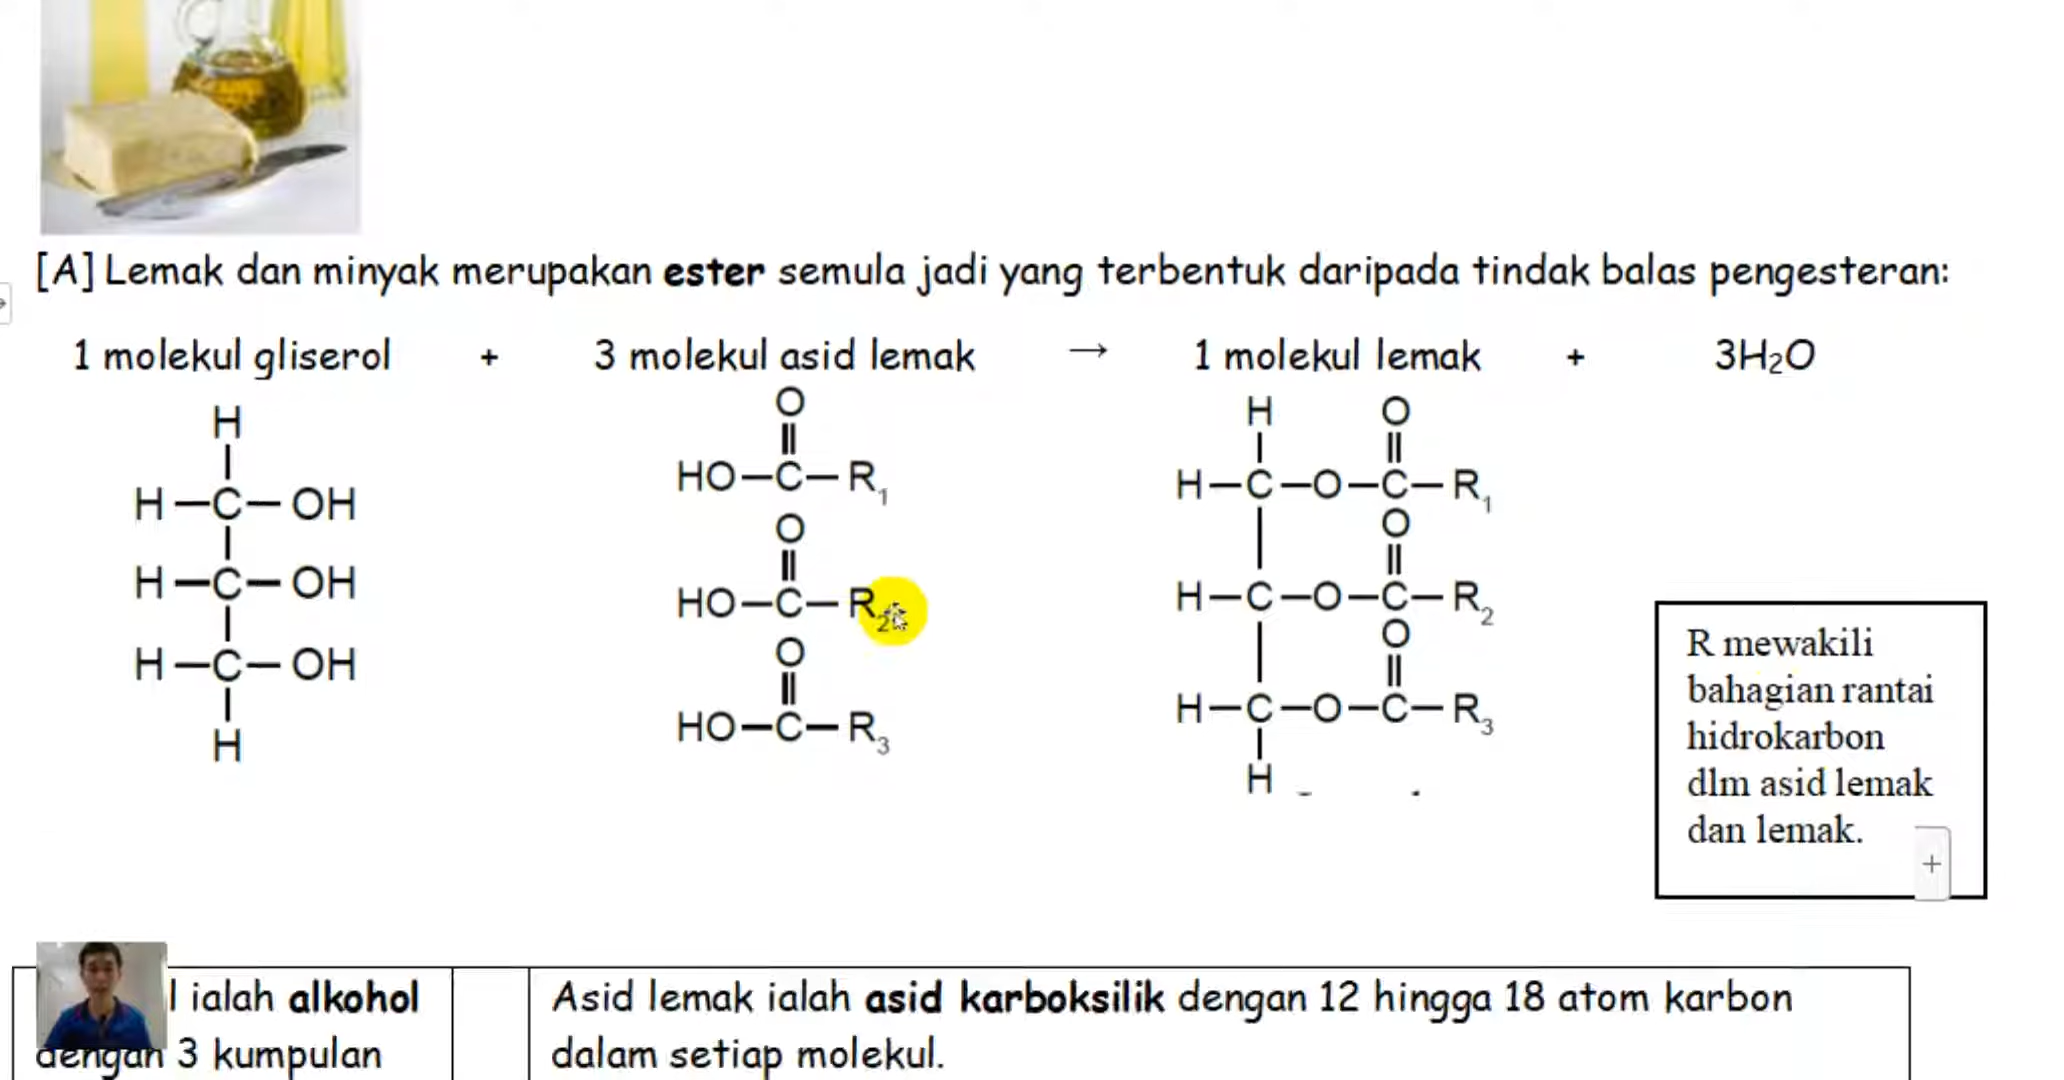 [A] Lemak dan minyak merupakan ester semula jadi yang terbentuk daripada tindak balas pengesteran:
1 molekul gliserol + 3 molekul asid lemak → 1 molekul lemak + 3H₂O
H
H—C—OH
H—C—OH
H—C—OH
H
O
HO—C—R₁
O
HO—C—R₂
O
HO—C—R₃
H O
H—C—O—C—R₁
O
H—C—O—C—R₂
O
H—C—O—C—R₃
H
R mewakili
bahagian rantai
hidrokarbon
dlm asid lemak
dan lemak.
+
l ialah alkohol
dengan 3 kumpulan
Asid lemak ialah asid karboksilik dengan 12 hingga 18 atom karbon
dalam setiap molekul.